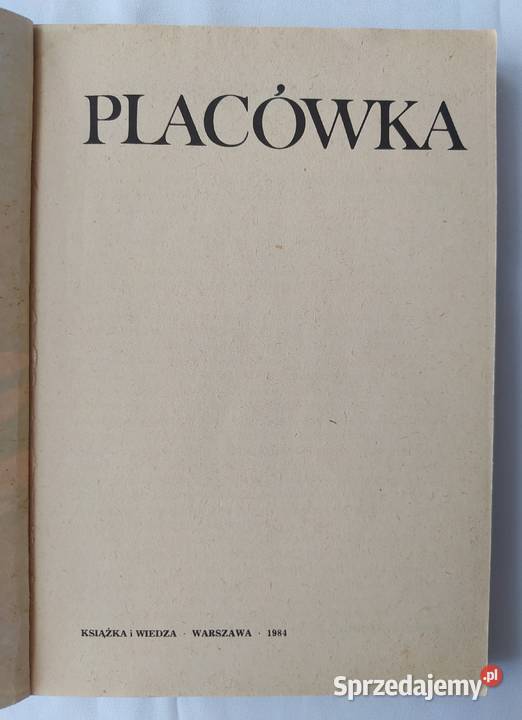 PLACÓWKA
KSIĄŻKA i WIEDZA · WARSZAWA · 1984
Sprzedajemy.pl